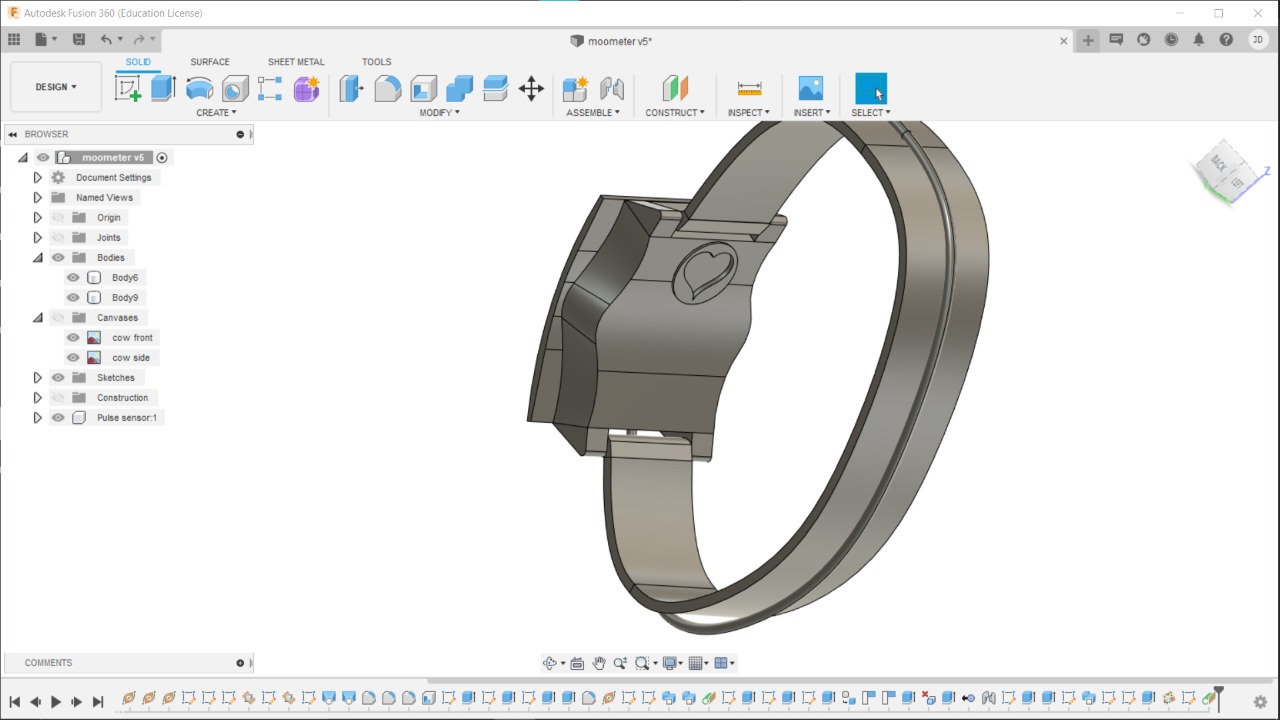 Autodesk Fusion 360 (Education License)
moometer v5*
JD
DESIGN
SOLID
SURFACE
SHEET METAL
TOOLS
CREATE
MODIFY
ASSEMBLE
CONSTRUCT
INSPECT
INSERT
SELECT
BROWSER
moometer v5
Document Settings
Named Views
Origin
Joints
Bodies
Body6
Body9
Canvases
cow front
cow side
Sketches
Construction
Pulse sensor:1
BACK
LEFT
Z
COMMENTS